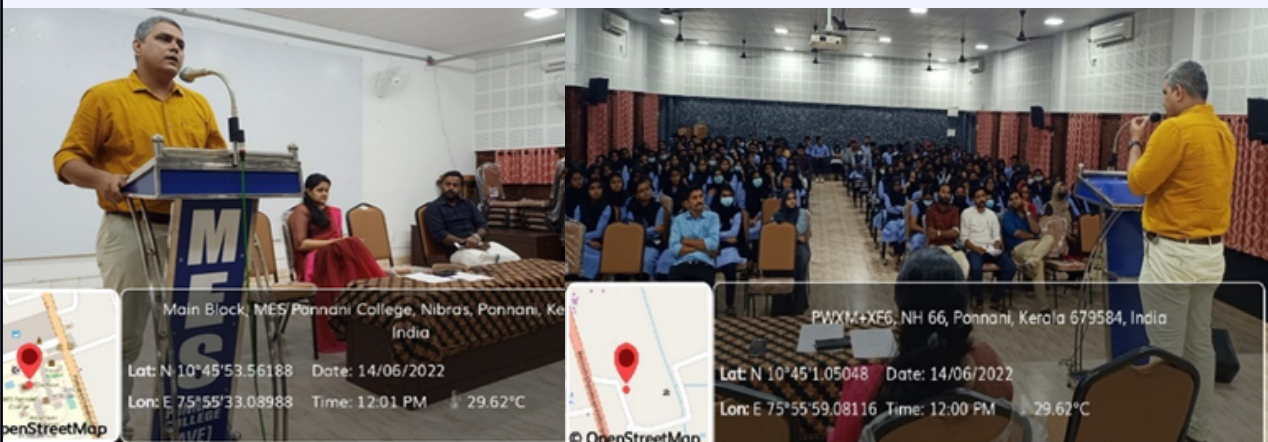 MES
Main Block, MES Ponnani College, Nibras, Ponnani, Ke
India
Lat: N 10°45'53.56188 Date: 14/06/2022
Lon: E 75°55'33.08988 Time: 12:01 PM 29.62°C
COLLEGE
penStreetMap
PWXM+XF6, NH 66, Ponnani, Kerala 679584, India
Lat: N 10°45'1.05048 Date: 14/06/2022
Lon: E 75°55'59.08116 Time: 12:00 PM 29.62°C
© OpenStreetMap